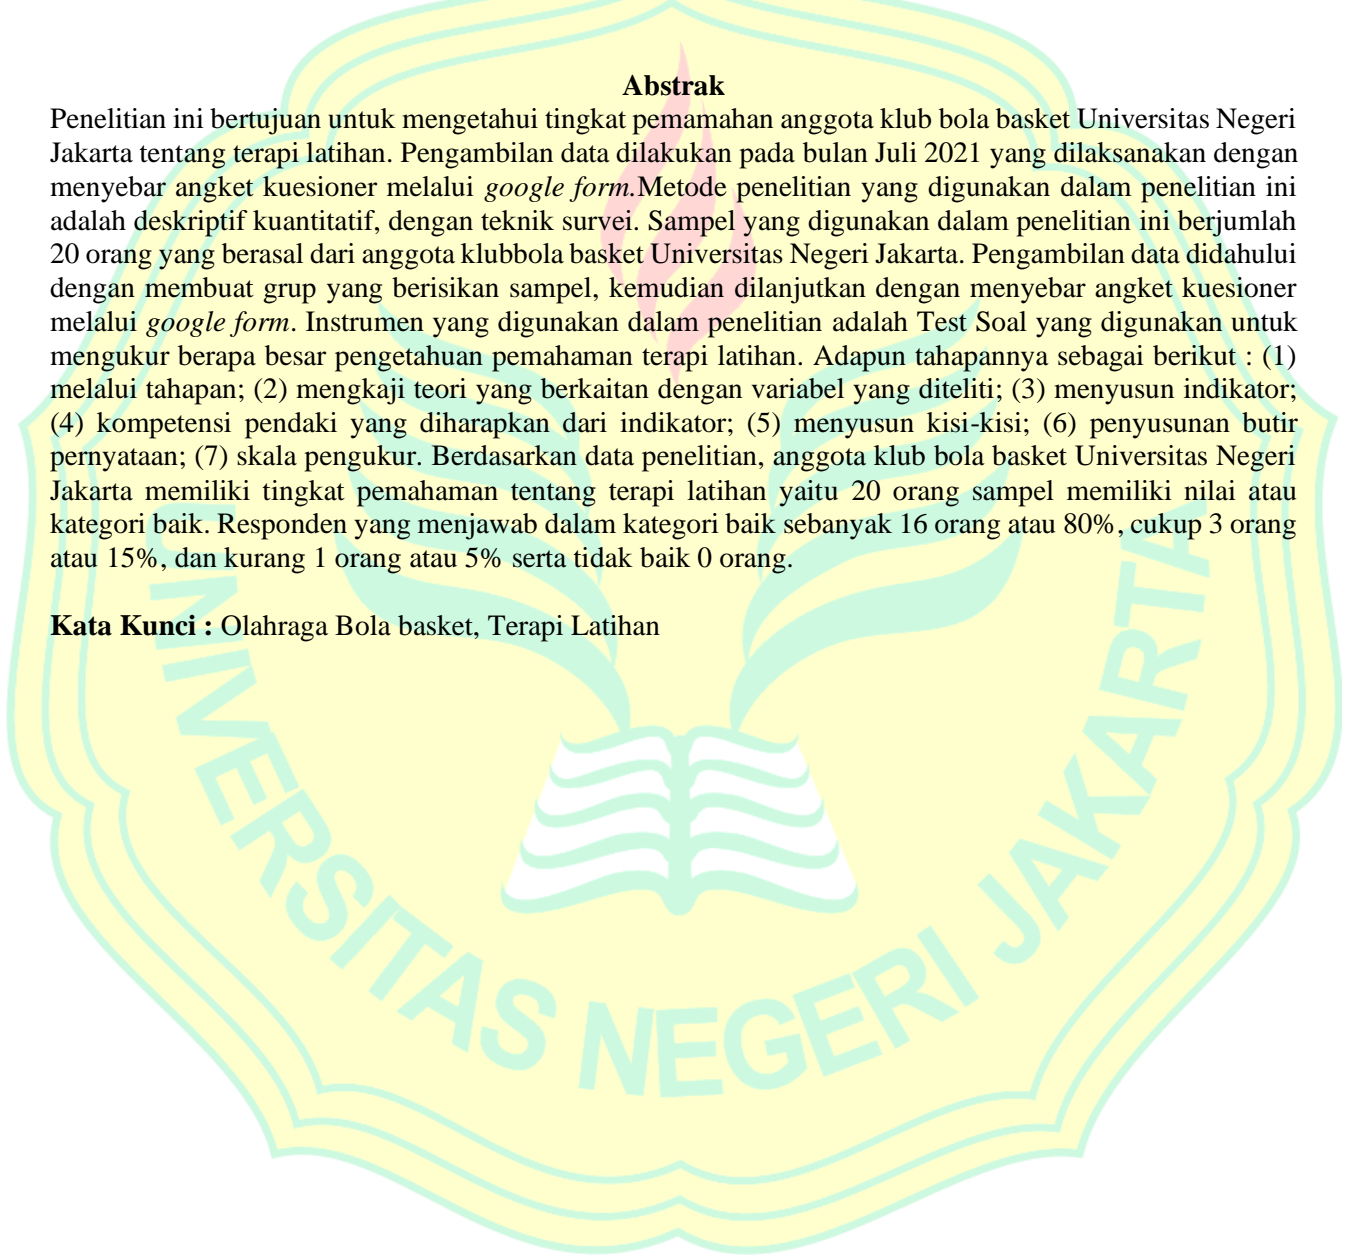 Abstrak
Penelitian ini bertujuan untuk mengetahui tingkat pemamahan anggota klub bola basket Universitas Negeri
Jakarta tentang terapi latihan. Pengambilan data dilakukan pada bulan Juli 2021 yang dilaksanakan dengan
menyebar angket kuesioner melalui google form.Metode penelitian yang digunakan dalam penelitian ini
adalah deskriptif kuantitatif, dengan teknik survei. Sampel yang digunakan dalam penelitian ini berjumlah
20 orang yang berasal dari anggota klubbola basket Universitas Negeri Jakarta. Pengambilan data didahului
dengan membuat grup yang berisikan sampel, kemudian dilanjutkan dengan menyebar angket kuesioner
melalui google form. Instrumen yang digunakan dalam penelitian adalah Test Soal yang digunakan untuk
mengukur berapa besar pengetahuan pemahaman terapi latihan. Adapun tahapannya sebagai berikut : (1)
melalui tahapan; (2) mengkaji teori yang berkaitan dengan variabel yang diteliti; (3) menyusun indikator;
(4) kompetensi pendaki yang diharapkan dari indikator; (5) menyusun kisi-kisi; (6) penyusunan butir
pernyataan; (7) skala pengukur. Berdasarkan data penelitian, anggota klub bola basket Universitas Negeri
Jakarta memiliki tingkat pemahaman tentang terapi latihan yaitu 20 orang sampel memiliki nilai atau
kategori baik. Responden yang menjawab dalam kategori baik sebanyak 16 orang atau 80%, cukup 3 orang
atau 15%, dan kurang 1 orang atau 5% serta tidak baik 0 orang.
Kata Kunci : Olahraga Bola basket, Terapi Latihan
UNIVERSITAS NEGERI JAKARTA